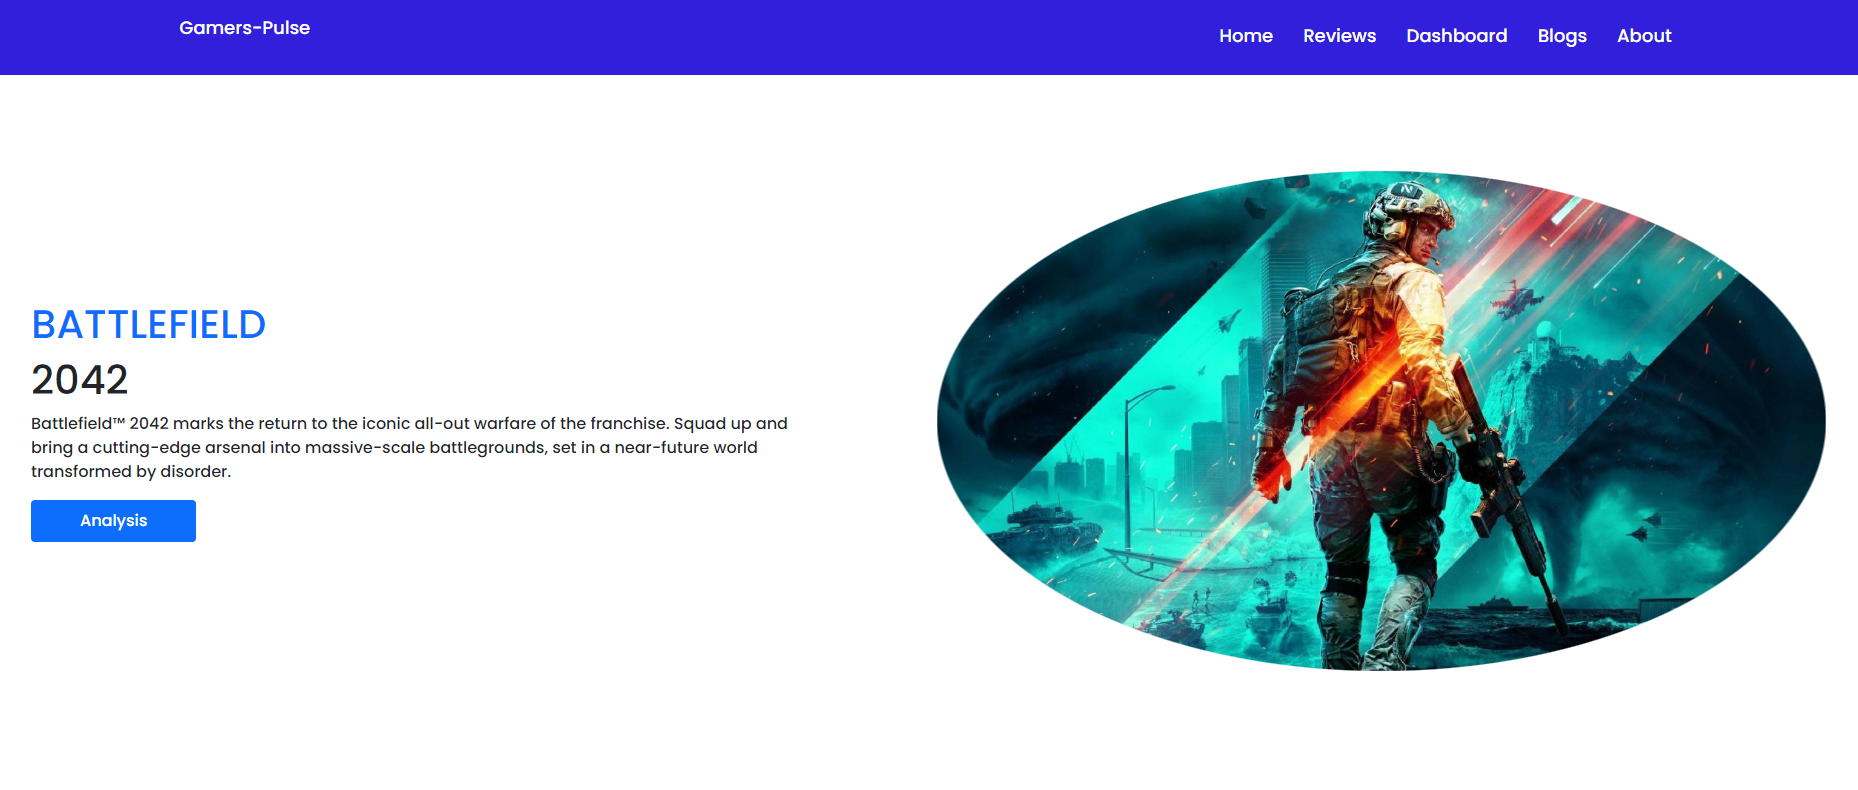 Gamers-Pulse
Home Reviews Dashboard Blogs About
BATTLEFIELD
2042
Battlefield™ 2042 marks the return to the iconic all-out warfare of the franchise. Squad up and
bring a cutting-edge arsenal into massive-scale battlegrounds, set in a near-future world
transformed by disorder.
Analysis